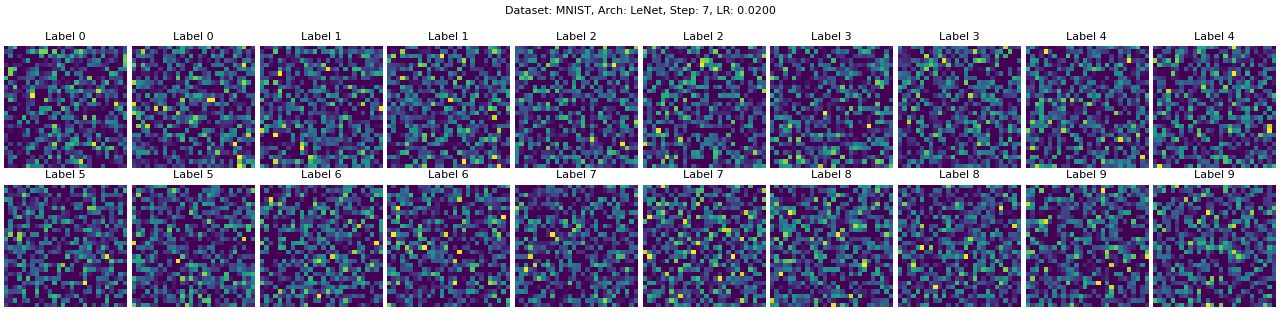 Dataset: MNIST, Arch: LeNet, Step: 7, LR: 0.0200
Label 0 Label 0 Label 1 Label 1 Label 2 Label 2 Label 3 Label 3 Label 4 Label 4
Label 5 Label 5 Label 6 Label 6 Label 7 Label 7 Label 8 Label 8 Label 9 Label 9